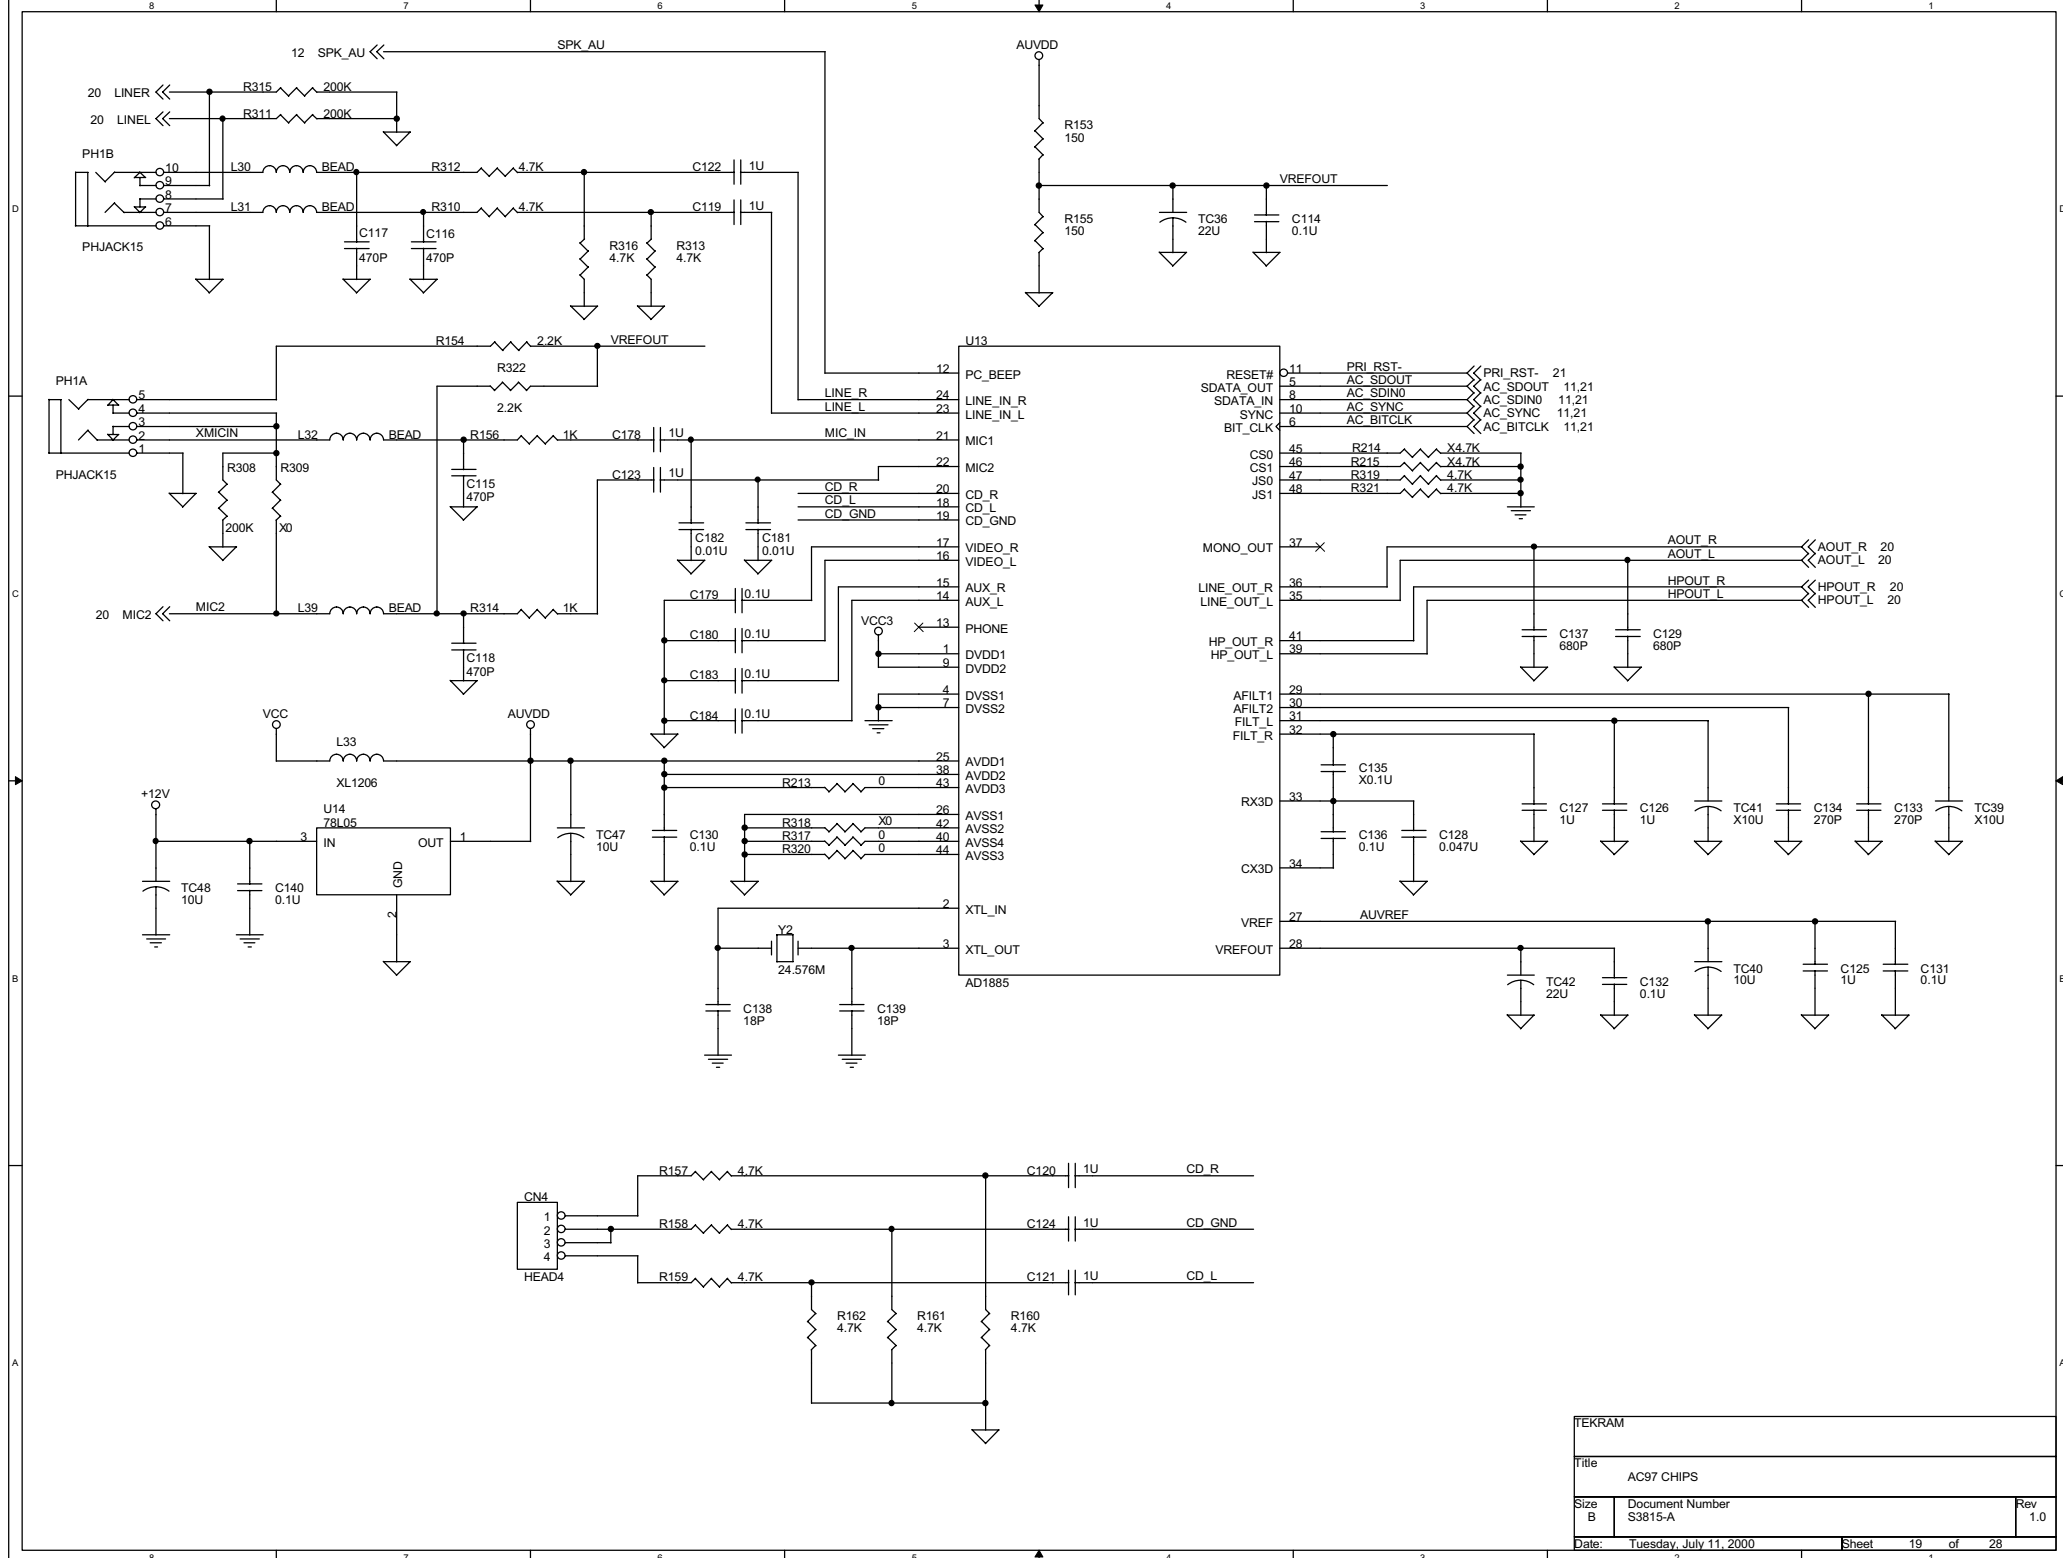 8 7 6 5 4 3 2 1
12 SPK_AU SPK_AU
20 LINER R315 200K
20 LINEL R311 200K
PH1B
10 L30 BEAD R312 4.7K C122 1U
9
8
7 L31 BEAD R310 4.7K C119 1U
6
PHJACK15
C117 470P
C116 470P
R316 4.7K
R313 4.7K
AUVDD
R153
150
VREFOUT
R155
150
TC36
22U
C114
0.1U
D D
R154 2.2K VREFOUT
R322
2.2K
PH1A
5
4
3
2 XMICIN L32 BEAD R156 1K C178 1U MIC_IN
1
PHJACK15
R308
200K
R309
X0
C115
470P
C123 1U
C182
0.01U
C181
0.01U
20 MIC2 MIC2 L39 BEAD R314 1K
C118
470P
LINE_R
LINE_L
CD_R
CD_L
CD_GND
C179 0.1U
C180 0.1U
C183 0.1U
C184 0.1U
VCC3
U13
12 PC_BEEP
24 LINE_IN_R
23 LINE_IN_L
21 MIC1
22 MIC2
20 CD_R
18 CD_L
19 CD_GND
17 VIDEO_R
16 VIDEO_L
15 AUX_R
14 AUX_L
13 PHONE
1 DVDD1
9 DVDD2
4 DVSS1
7 DVSS2
25 AVDD1
38 AVDD2
R213 0 43 AVDD3
26 AVSS1
R318 X0 42 AVSS2
R317 0 40 AVSS4
R320 0 44 AVSS3
2 XTL_IN
3 XTL_OUT
AD1885
RESET# 11 PRI_RST- PRI_RST- 21
SDATA_OUT 5 AC_SDOUT AC_SDOUT 11,21
SDATA_IN 8 AC_SDIN0 AC_SDIN0 11,21
SYNC 10 AC_SYNC AC_SYNC 11,21
BIT_CLK 6 AC_BITCLK AC_BITCLK 11,21
CS0 45 R214 X4.7K
CS1 46 R215 X4.7K
JS0 47 R319 4.7K
JS1 48 R321 4.7K
MONO_OUT 37
AOUT_R AOUT_R 20
AOUT_L AOUT_L 20
LINE_OUT_R 36 HPOUT_R HPOUT_R 20
LINE_OUT_L 35 HPOUT_L HPOUT_L 20
HP_OUT_R 41
HP_OUT_L 39
C137
680P
C129
680P
AFILT1 29
AFILT2 30
FILT_L 31
FILT_R 32
RX3D 33
CX3D 34
C135
X0.1U
C136
0.1U
C128
0.047U
C127
1U
C126
1U
TC41
X10U
C134
270P
C133
270P
TC39
X10U
VREF 27 AUVREF
VREFOUT 28
TC42
22U
C132
0.1U
TC40
10U
C125
1U
C131
0.1U
C C
VCC
L33
XL1206
AUVDD
+12V
U14
78L05
3 IN OUT 1
GND
2
TC48
10U
C140
0.1U
TC47
10U
C130
0.1U
Y2
24.576M
C138
18P
C139
18P
B B
CN4
1
2
3
4
HEAD4
R157 4.7K C120 1U CD_R
R158 4.7K C124 1U CD_GND
R159 4.7K C121 1U CD_L
R162
4.7K
R161
4.7K
R160
4.7K
A A
TEKRAM
Title
AC97 CHIPS
Size Document Number Rev
B S3815-A 1.0
Date: Tuesday, July 11, 2000 Sheet 19 of 28
8 7 6 5 4 3 2 1